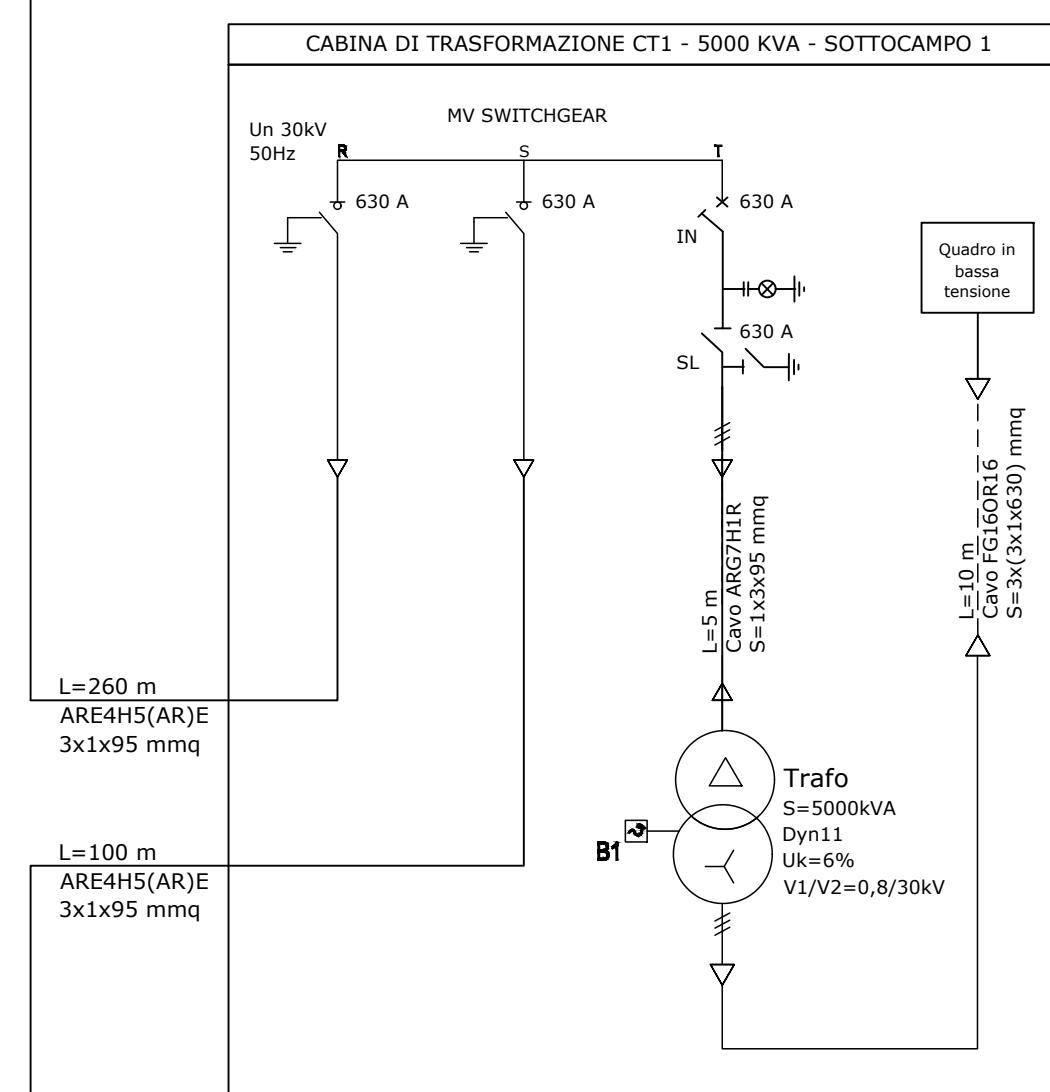 CABINA DI TRASFORMAZIONE CT1 - 5000 KVA - SOTTOCAMPO 1
MV SWITCHGEAR
Un 30kV
50Hz
R
S
T
630 A
630 A
630 A
IN
630 A
SL
Quadro in
bassa
tensione
L=5 m
Cavo ARG7H1R
S=1x3x95 mmq
L=10 m
Cavo FG16OR16
S=3x(3x1x630) mmq
L=260 m
ARE4H5(AR)E
3x1x95 mmq
L=100 m
ARE4H5(AR)E
3x1x95 mmq
B1
Trafo
S=5000kVA
Dyn11
Uk=6%
V1/V2=0,8/30kV